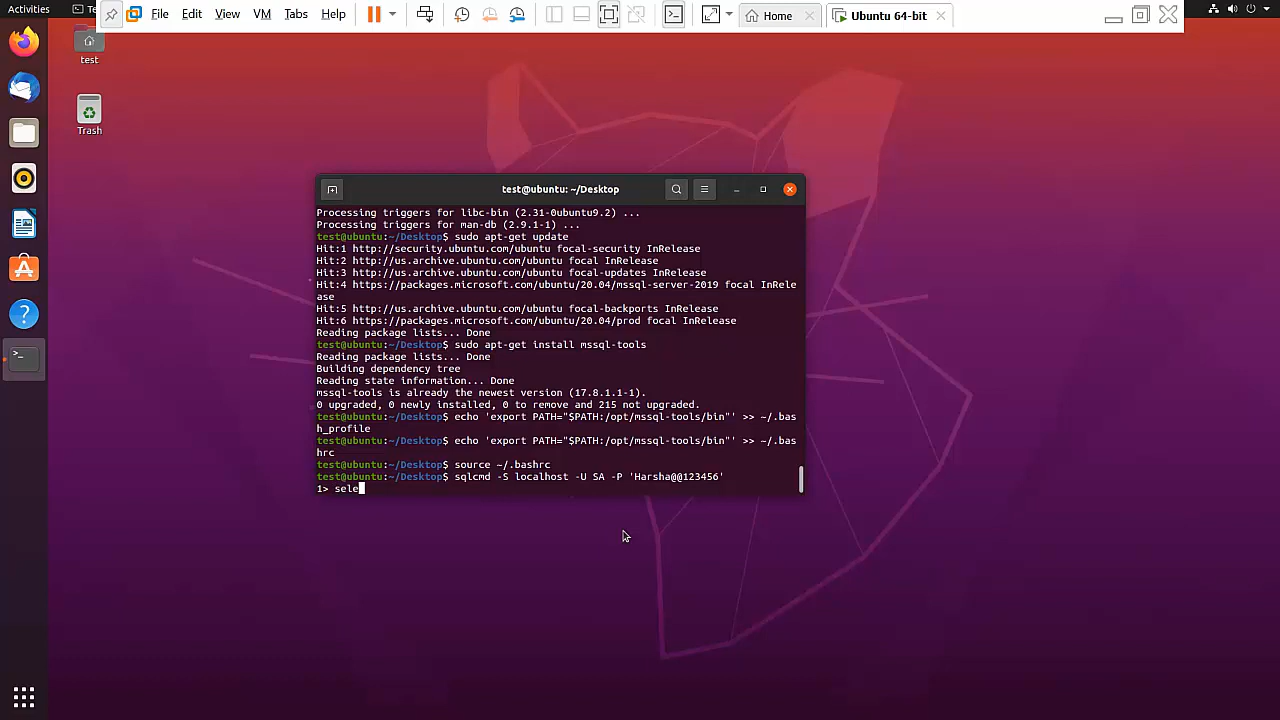 Activities
Te
File Edit View VM Tabs Help
Home
Ubuntu 64-bit
test
Trash
test@ubuntu: ~/Desktop
Processing triggers for libc-bin (2.31-0ubuntu9.2) ...
Processing triggers for man-db (2.9.1-1) ...
test@ubuntu:~/Desktop$ sudo apt-get update
Hit:1 http://security.ubuntu.com/ubuntu focal-security InRelease
Hit:2 http://us.archive.ubuntu.com/ubuntu focal InRelease
Hit:3 http://us.archive.ubuntu.com/ubuntu focal-updates InRelease
Hit:4 https://packages.microsoft.com/ubuntu/20.04/mssql-server-2019 focal InRele
ase
Hit:5 http://us.archive.ubuntu.com/ubuntu focal-backports InRelease
Hit:6 https://packages.microsoft.com/ubuntu/20.04/prod focal InRelease
Reading package lists... Done
test@ubuntu:~/Desktop$ sudo apt-get install mssql-tools
Reading package lists... Done
Building dependency tree
Reading state information... Done
mssql-tools is already the newest version (17.8.1.1-1).
0 upgraded, 0 newly installed, 0 to remove and 215 not upgraded.
test@ubuntu:~/Desktop$ echo 'export PATH="$PATH:/opt/mssql-tools/bin"' >> ~/.bas
h_profile
test@ubuntu:~/Desktop$ echo 'export PATH="$PATH:/opt/mssql-tools/bin"' >> ~/.bas
hrc
test@ubuntu:~/Desktop$ source ~/.bashrc
test@ubuntu:~/Desktop$ sqlcmd -S localhost -U SA -P 'Harsha@@123456'
1> sele